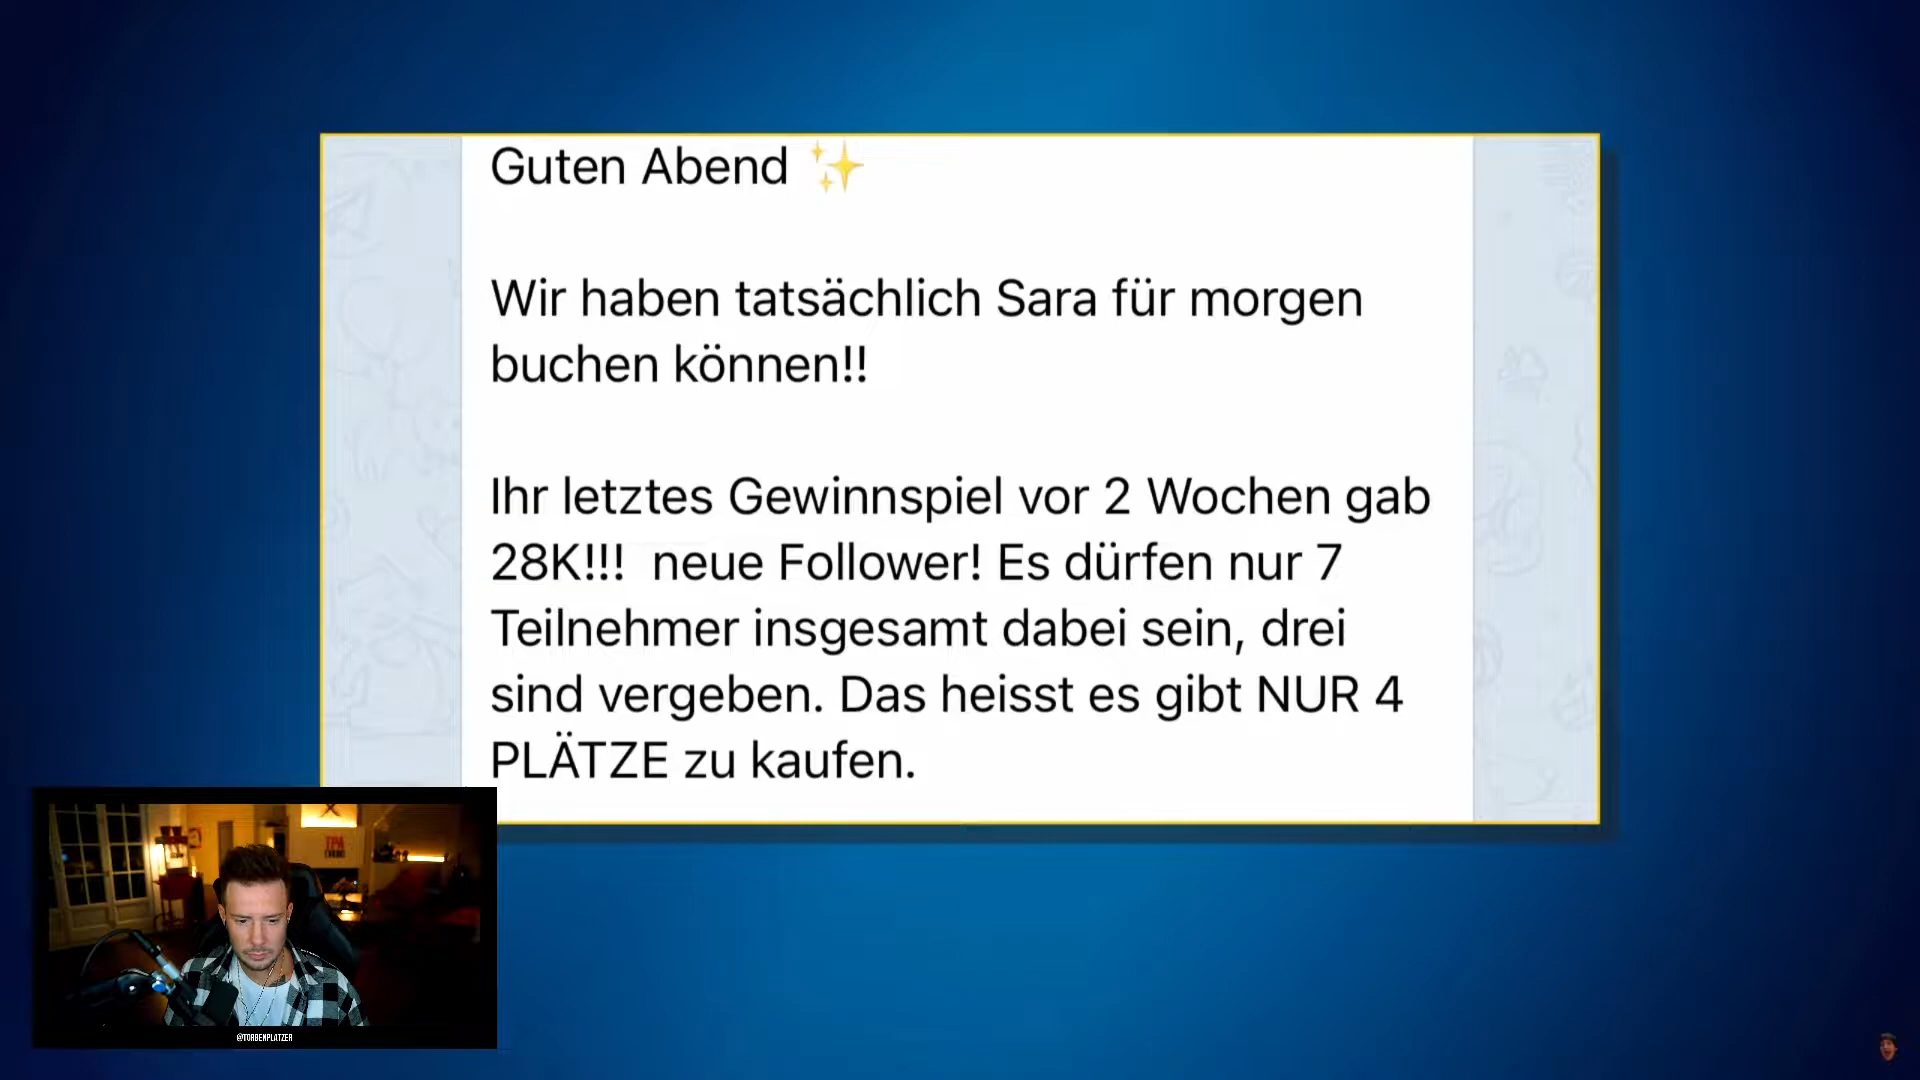 Guten Abend ✨
Wir haben tatsächlich Sara für morgen
buchen können!!
Ihr letztes Gewinnspiel vor 2 Wochen gab
28K!!!  neue Follower! Es dürfen nur 7
Teilnehmer insgesamt dabei sein, drei
sind vergeben. Das heisst es gibt NUR 4
PLÄTZE zu kaufen.
TPA
@TORBENPLATZER